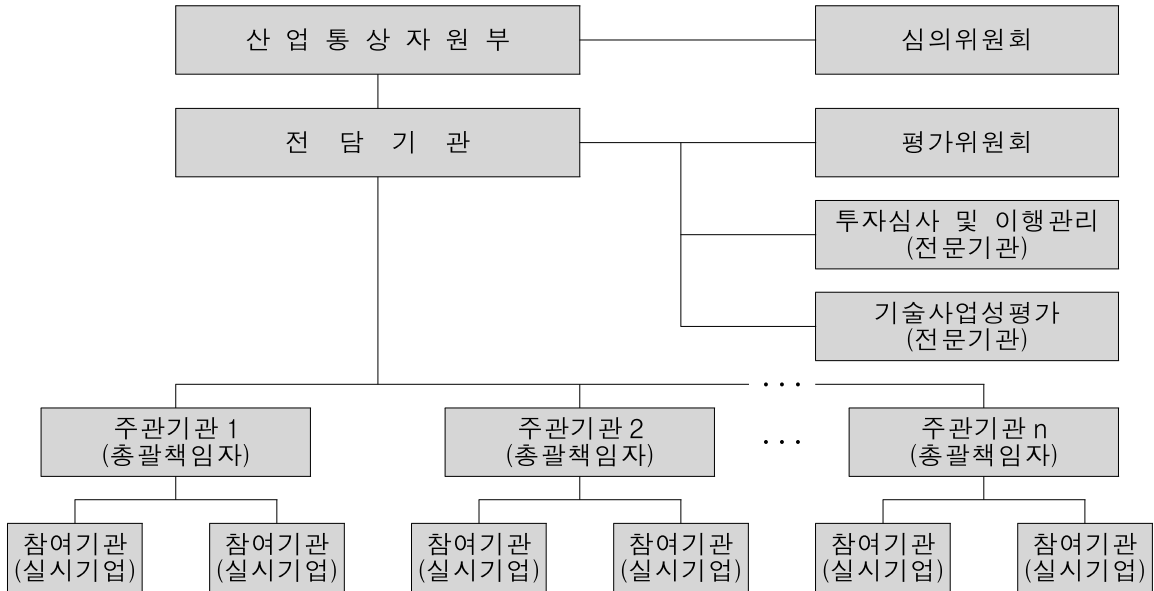 산 업 통 상 자 원 부
심의위원회
전 담 기 관
평가위원회
투자심사 및 이행관리
(전문기관)
기술사업성평가
(전문기관)
...
주관기관 1
(총괄책임자)
주관기관 2
(총괄책임자)
...
주관기관 n
(총괄책임자)
참여기관
(실시기업)
참여기관
(실시기업)
참여기관
(실시기업)
참여기관
(실시기업)
참여기관
(실시기업)
참여기관
(실시기업)